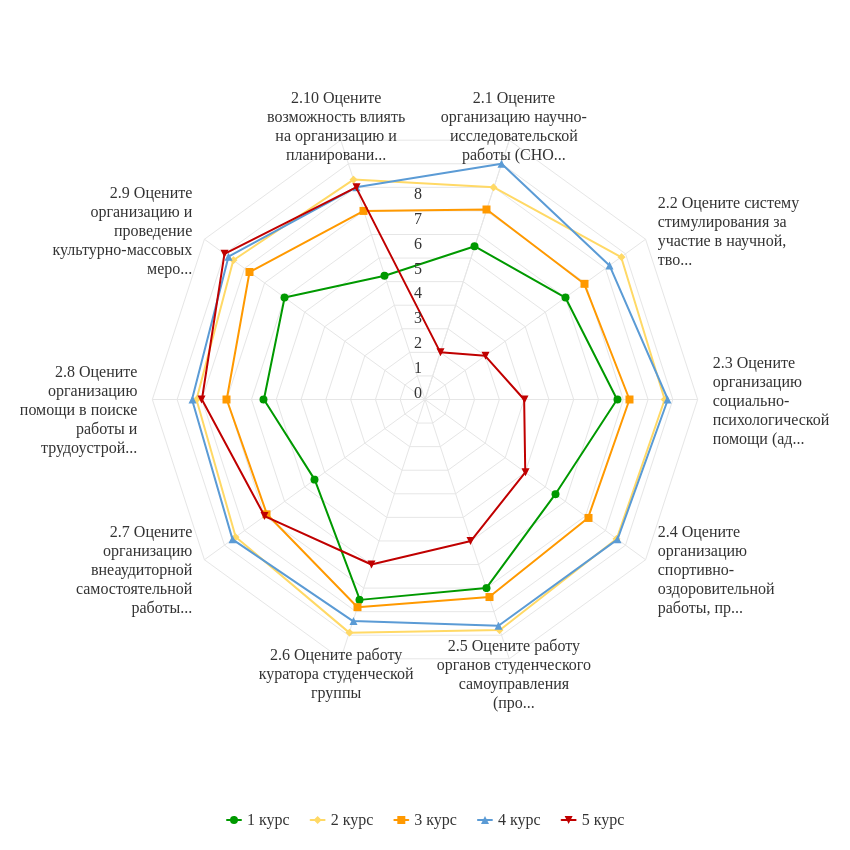 2.10 Оцените
возможность влиять
на организацию и
планировани...
2.1 Оцените
организацию научно-
исследовательской
работы (СНО...
2.2 Оцените систему
стимулирования за
участие в научной,
тво...
2.3 Оцените
организацию
социально-
психологической
помощи (ад...
2.4 Оцените
организацию
спортивно-
оздоровительной
работы, пр...
2.5 Оцените работу
органов студенческого
самоуправления
(про...
2.6 Оцените работу
куратора студенческой
группы
2.7 Оцените
организацию
внеаудиторной
самостоятельной
работы...
2.8 Оцените
организацию
помощи в поиске
работы и
трудоустрой...
2.9 Оцените
организацию и
проведение
культурно-массовых
меро...
8
7
6
5
4
3
2
1
0
1 курс
2 курс
3 курс
4 курс
5 курс